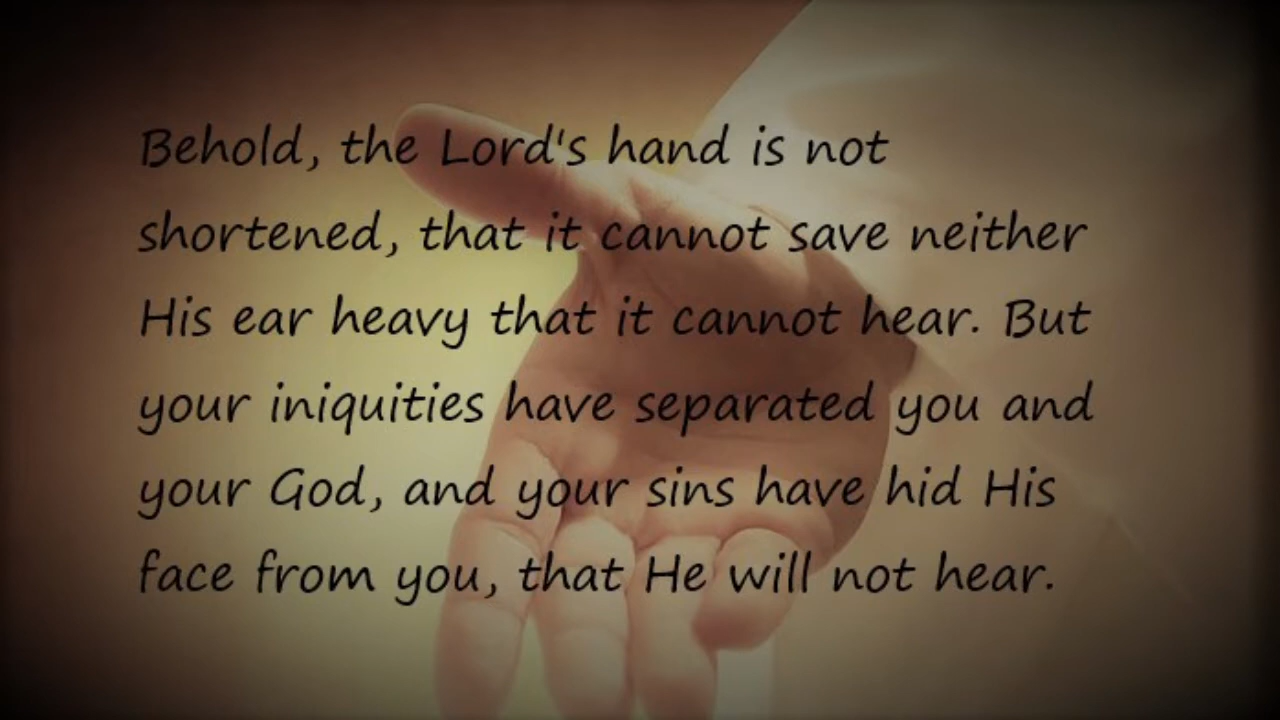 Behold, the Lord's hand is not
shortened, that it cannot save neither
His ear heavy that it cannot hear. But
your iniquities have separated you and
your God, and your sins have hid His
face from you, that He will not hear.